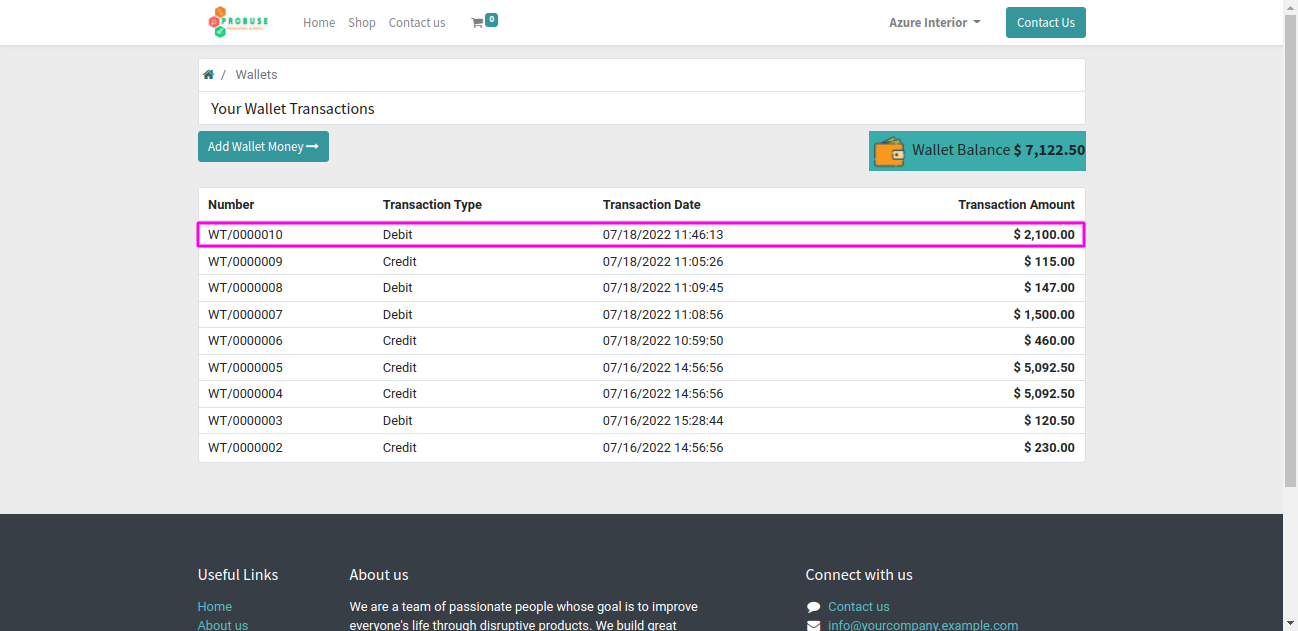 PROBUSE
Home Shop Contact us 0 Azure Interior Contact Us
/ Wallets
Your Wallet Transactions
Add Wallet Money
Wallet Balance $ 7,122.50
Number Transaction Type Transaction Date Transaction Amount
WT/0000010 Debit 07/18/2022 11:46:13 $ 2,100.00
WT/0000009 Credit 07/18/2022 11:05:26 $ 115.00
WT/0000008 Debit 07/18/2022 11:09:45 $ 147.00
WT/0000007 Debit 07/18/2022 11:08:56 $ 1,500.00
WT/0000006 Credit 07/18/2022 10:59:50 $ 460.00
WT/0000005 Credit 07/16/2022 14:56:56 $ 5,092.50
WT/0000004 Credit 07/16/2022 14:56:56 $ 5,092.50
WT/0000003 Debit 07/16/2022 15:28:44 $ 120.50
WT/0000002 Credit 07/16/2022 14:56:56 $ 230.00
Useful Links About us Connect with us
Home We are a team of passionate people whose goal is to improve Contact us
About us everyone's life through disruptive products. We build great info@yourcompany.example.com